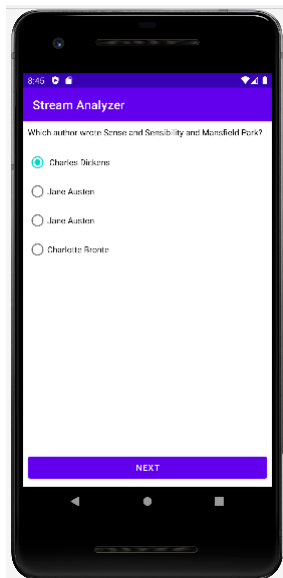 8:45
Stream Analyzer
Which author wrote Sense and Sensibility and Mansfield Park?
Charles Dickens
Jane Austen
Jane Austen
Charlotte Bronte
NEXT